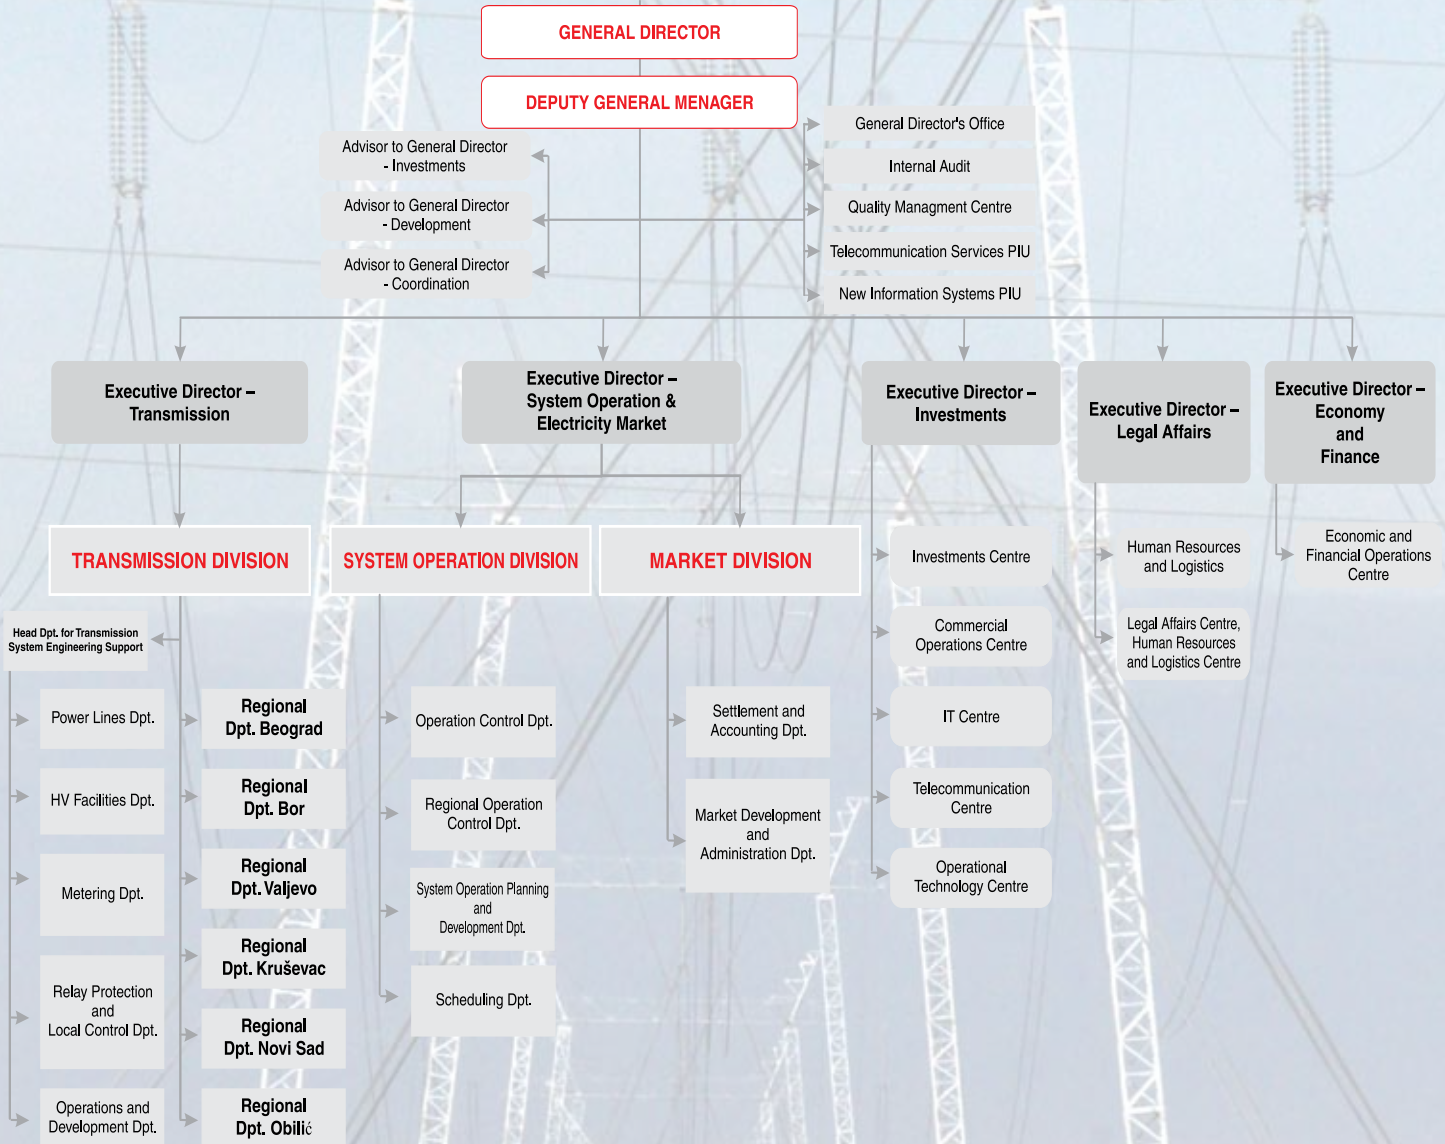 GENERAL DIRECTOR
DEPUTY GENERAL MENAGER
Advisor to General Director
- Investments
Advisor to General Director
- Development
Advisor to General Director
- Coordination
General Director's Office
Internal Audit
Quality Managment Centre
Telecommunication Services PIU
New Information Systems PIU
Executive Director –
Transmission
Executive Director –
System Operation &
Electricity Market
Executive Director –
Investments
Executive Director –
Legal Affairs
Executive Director –
Economy
and
Finance
TRANSMISSION DIVISION
SYSTEM OPERATION DIVISION
MARKET DIVISION
Head Dpt. for Transmission
System Engineering Support
Power Lines Dpt.
HV Facilities Dpt.
Metering Dpt.
Relay Protection
and
Local Control Dpt.
Operations and
Development Dpt.
Regional
Dpt. Beograd
Regional
Dpt. Bor
Regional
Dpt. Valjevo
Regional
Dpt. Kruševac
Regional
Dpt. Novi Sad
Regional
Dpt. Obilić
Operation Control Dpt.
Regional Operation
Control Dpt.
System Operation Planning
and
Development Dpt.
Scheduling Dpt.
Settlement and
Accounting Dpt.
Market Development
and
Administration Dpt.
Investments Centre
Commercial
Operations Centre
IT Centre
Telecommunication
Centre
Operational
Technology Centre
Human Resources
and Logistics
Legal Affairs Centre,
Human Resources
and Logistics Centre
Economic and
Financial Operations
Centre